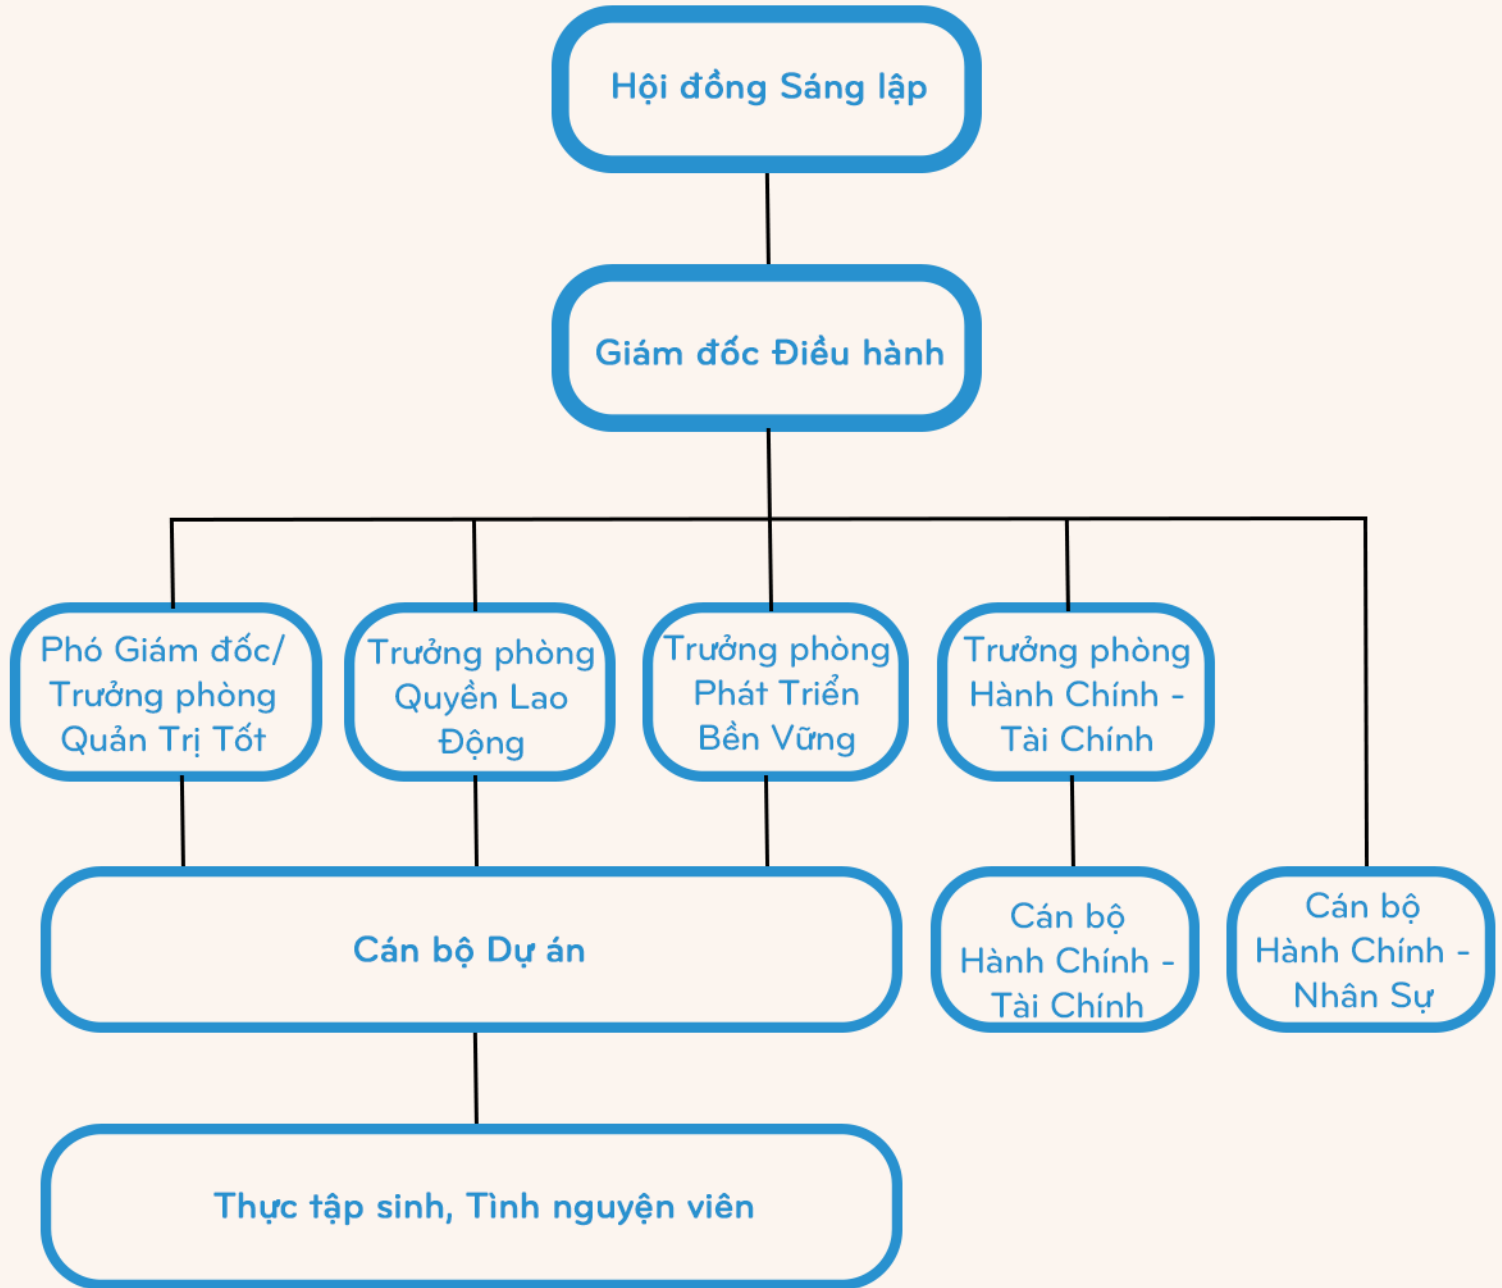 Hội đồng Sáng lập
Giám đốc Điều hành
Phó Giám đốc/
Trưởng phòng
Quản Trị Tốt
Trưởng phòng
Quyền Lao
Động
Trưởng phòng
Phát Triển
Bền Vững
Trưởng phòng
Hành Chính -
Tài Chính
Cán bộ Dự án
Cán bộ
Hành Chính -
Tài Chính
Cán bộ
Hành Chính -
Nhân Sự
Thực tập sinh, Tình nguyện viên